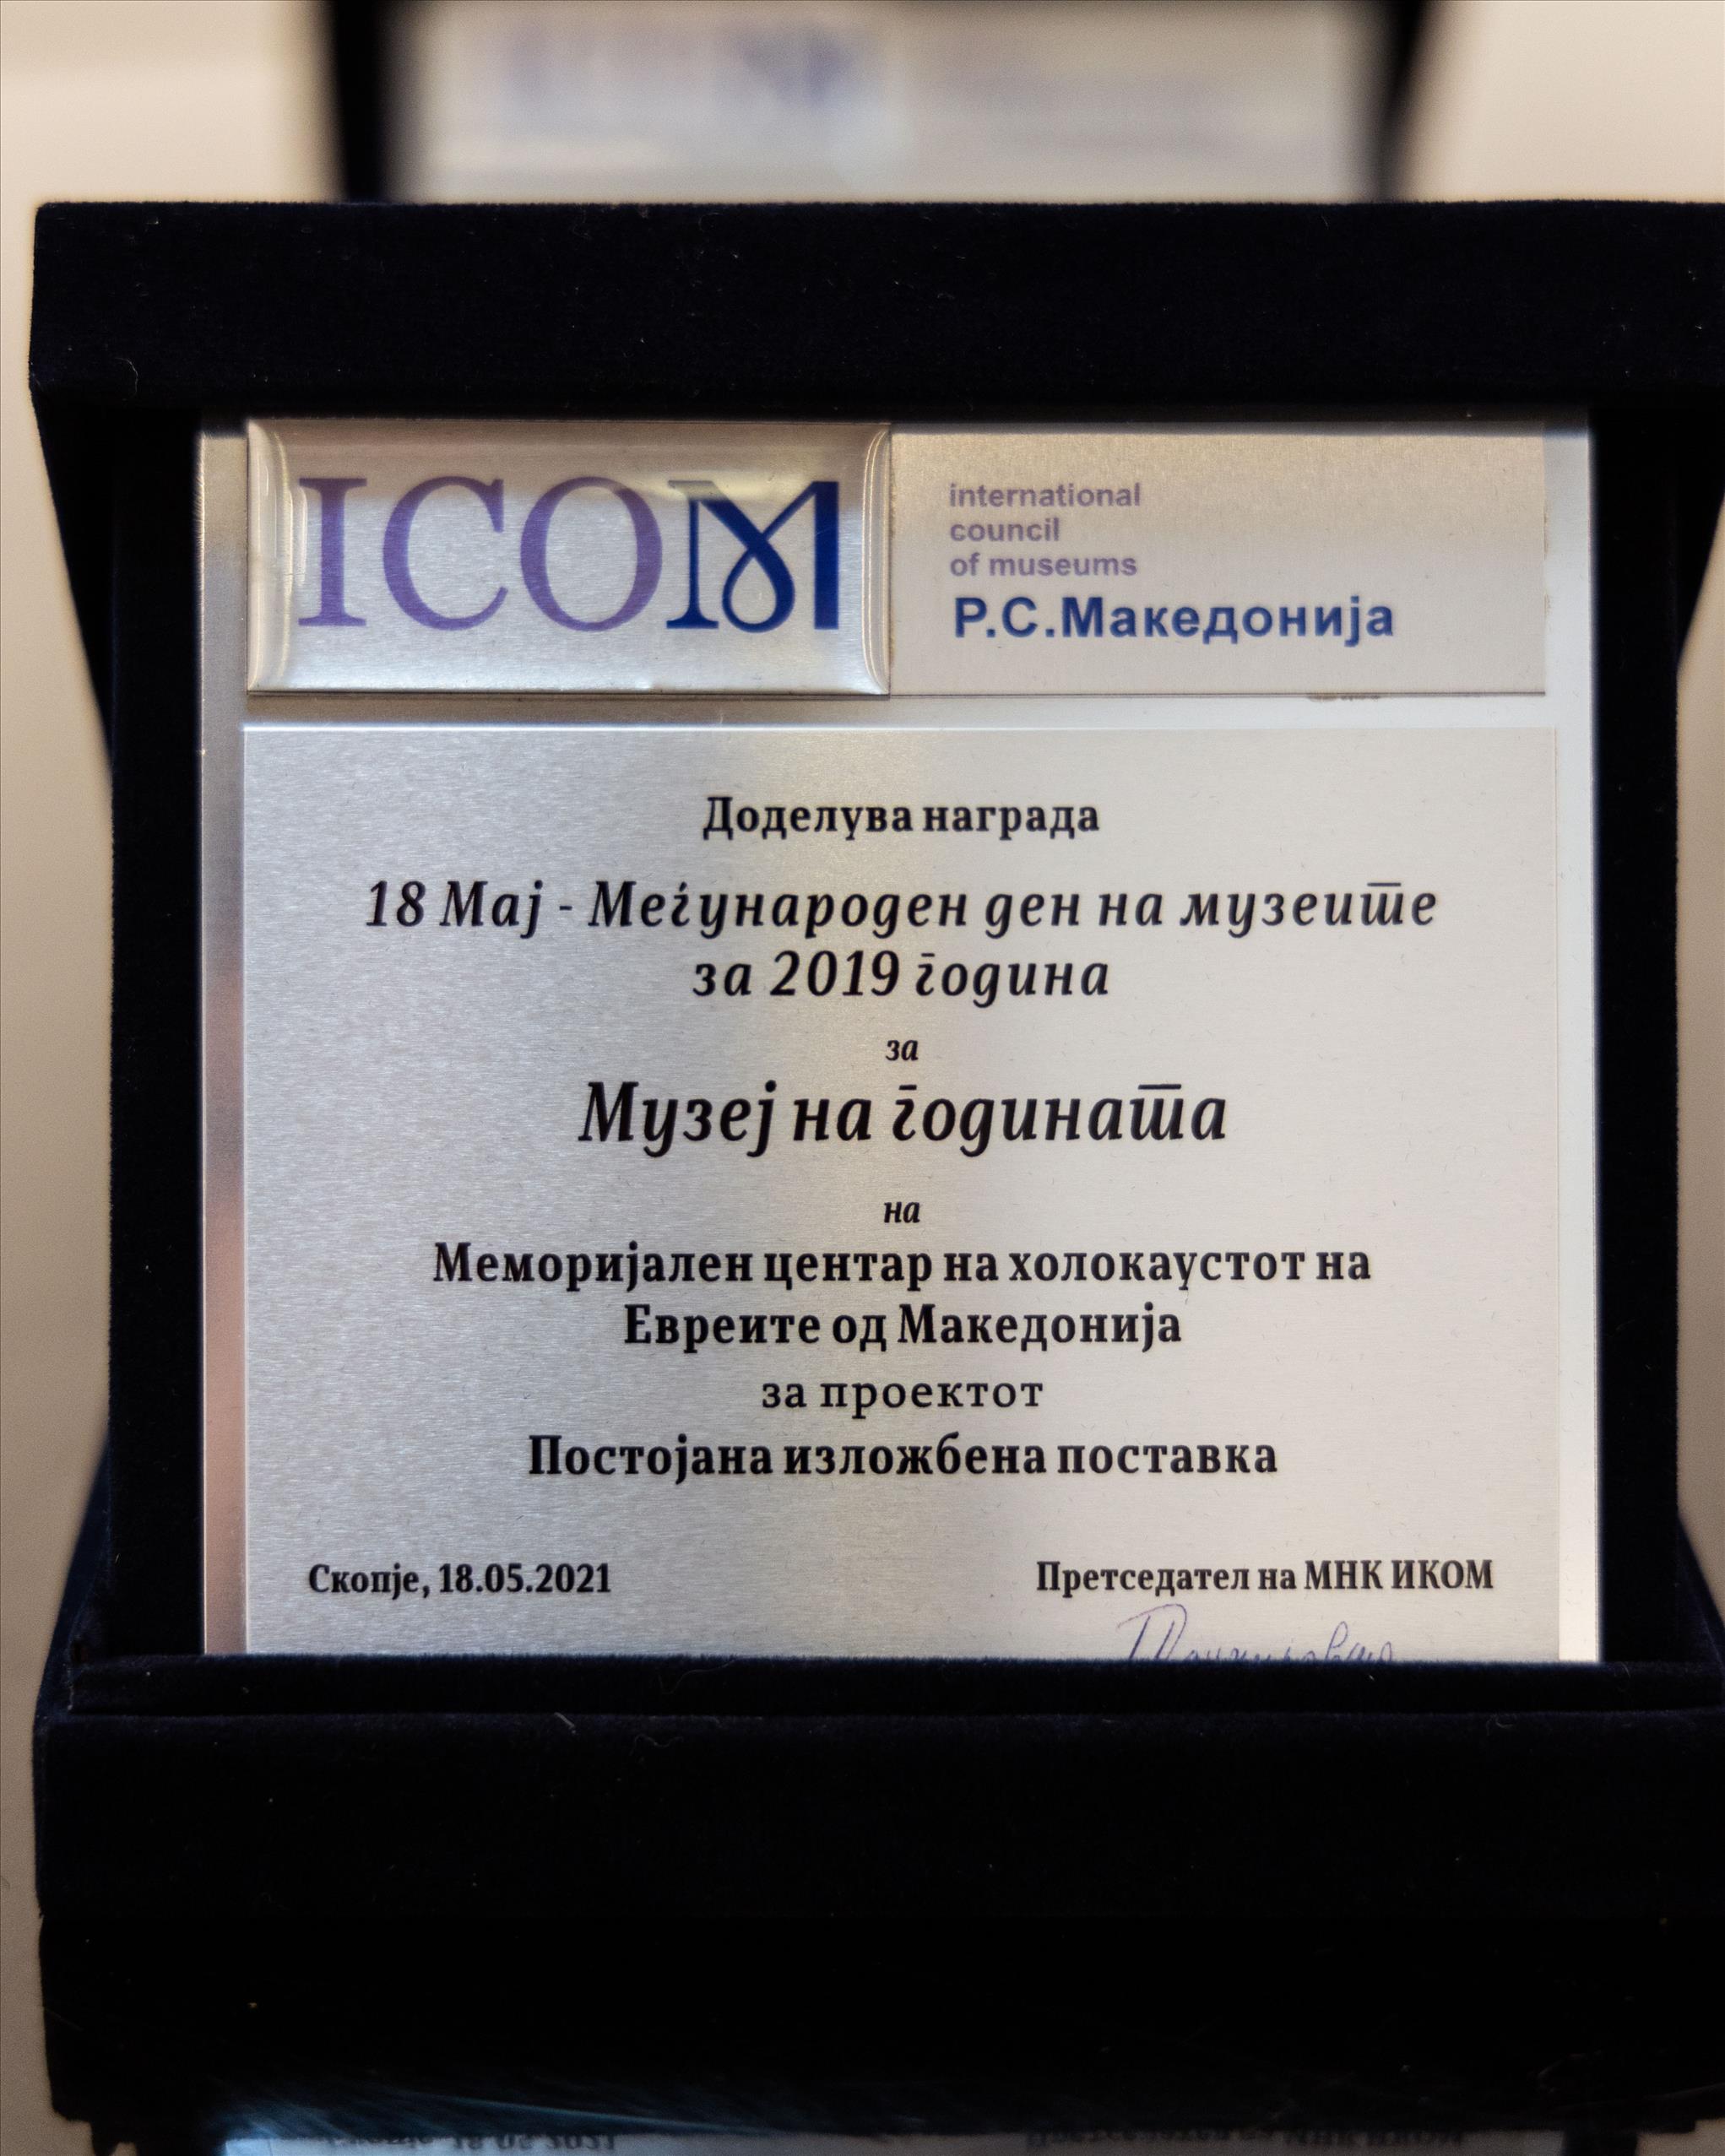 ICOM
international
council
of museums
Р.С.Македонија
Доделува награда
18 Мај - Меѓународен ден на музеите
за 2019 година
за
Музеј на годината
на
Меморијален центар на холокаустот на
Евреите од Македонија
за проектот
Постојана изложбена поставка
Скопје, 18.05.2021
Претседател на МНК ИКОМ